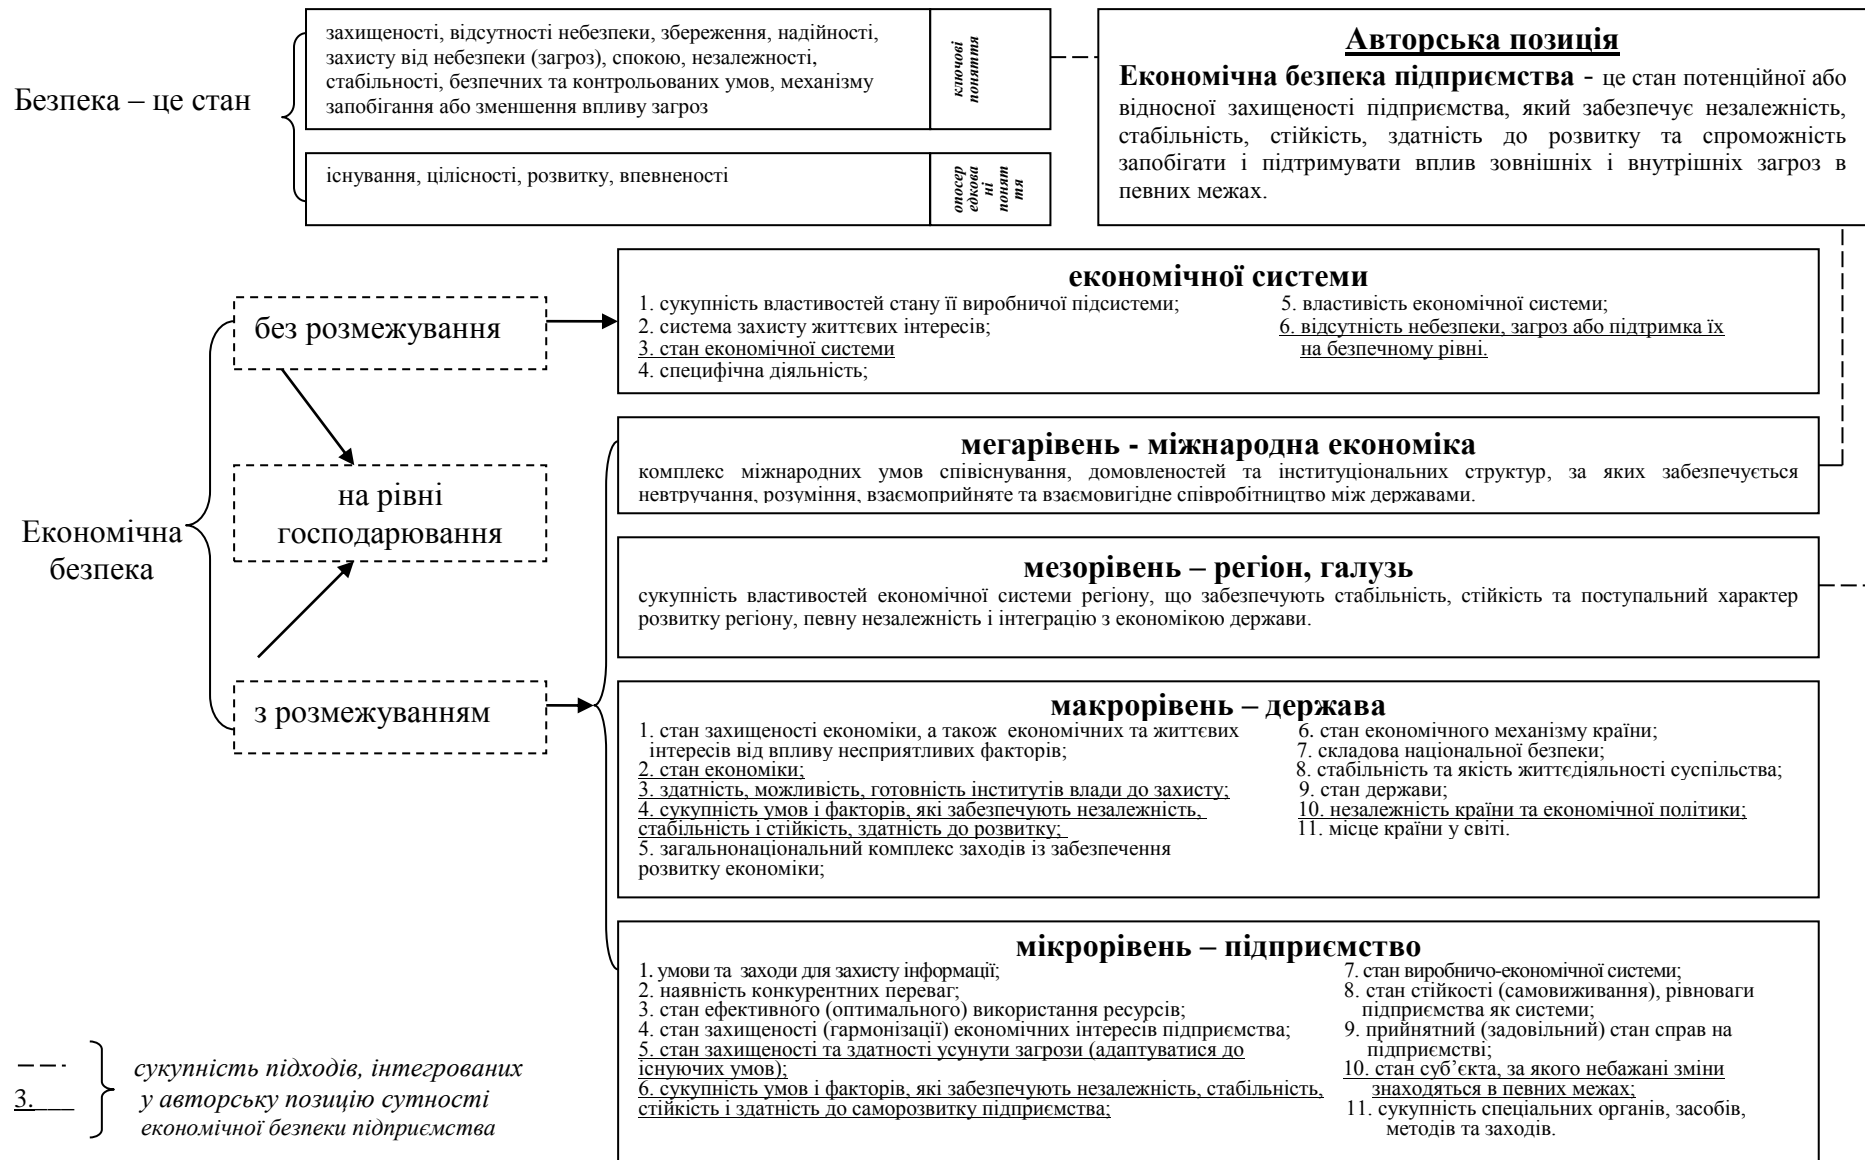 Безпека – це стан
захищеності, відсутності небезпеки, збереження, надійності,
захисту від небезпеки (загроз), спокою, незалежності,
стабільності, безпечних та контрольованих умов, механізму
запобігання або зменшення впливу загроз
ключові
поняття
існування, цілісності, розвитку, впевненості
опосер
едкова
ні
понят
тя
Авторська позиція
Економічна безпека підприємства - це стан потенційної або
відносної захищеності підприємства, який забезпечує незалежність,
стабільність, стійкість, здатність до розвитку та спроможність
запобігати і підтримувати вплив зовнішніх і внутрішніх загроз в
певних межах.
Економічна
безпека
без розмежування
на рівні
господарювання
з розмежуванням
економічної системи
1. сукупність властивостей стану її виробничої підсистеми;
2. система захисту життєвих інтересів;
3. стан економічної системи
4. специфічна діяльність;
5. властивість економічної системи;
6. відсутність небезпеки, загроз або підтримка їх
на безпечному рівні.
мегарівень - міжнародна економіка
комплекс міжнародних умов співіснування, домовленостей та інституціональних структур, за яких забезпечується
невтручання, розуміння, взаємоприйняте та взаємовигідне співробітництво між державами.
мезорівень – регіон, галузь
сукупність властивостей економічної системи регіону, що забезпечують стабільність, стійкість та поступальний характер
розвитку регіону, певну незалежність і інтеграцію з економікою держави.
макрорівень – держава
1. стан захищеності економіки, а також економічних та життєвих
інтересів від впливу несприятливих факторів;
2. стан економіки;
3. здатність, можливість, готовність інститутів влади до захисту;
4. сукупність умов і факторів, які забезпечують незалежність,
стабільність і стійкість, здатність до розвитку;
5. загальнонаціональний комплекс заходів із забезпечення
розвитку економіки;
6. стан економічного механізму країни;
7. складова національної безпеки;
8. стабільність та якість життєдіяльності суспільства;
9. стан держави;
10. незалежність країни та економічної політики;
11. місце країни у світі.
мікрорівень – підприємство
1. умови та заходи для захисту інформації;
2. наявність конкурентних переваг;
3. стан ефективного (оптимального) використання ресурсів;
4. стан захищеності (гармонізації) економічних інтересів підприємства;
5. стан захищеності та здатності усунути загрози (адаптуватися до
існуючих умов);
6. сукупність умов і факторів, які забезпечують незалежність, стабільність,
стійкість і здатність до саморозвитку підприємства;
7. стан виробничо-економічної системи;
8. стан стійкості (самовиживання), рівноваги
підприємства як системи;
9. прийнятний (задовільний) стан справ на
підприємстві;
10. стан суб’єкта, за якого небажані зміни
знаходяться в певних межах;
11. сукупність спеціальних органів, засобів,
методів та заходів.
3.___
сукупність підходів, інтегрованих
у авторську позицію сутності
економічної безпеки підприємства